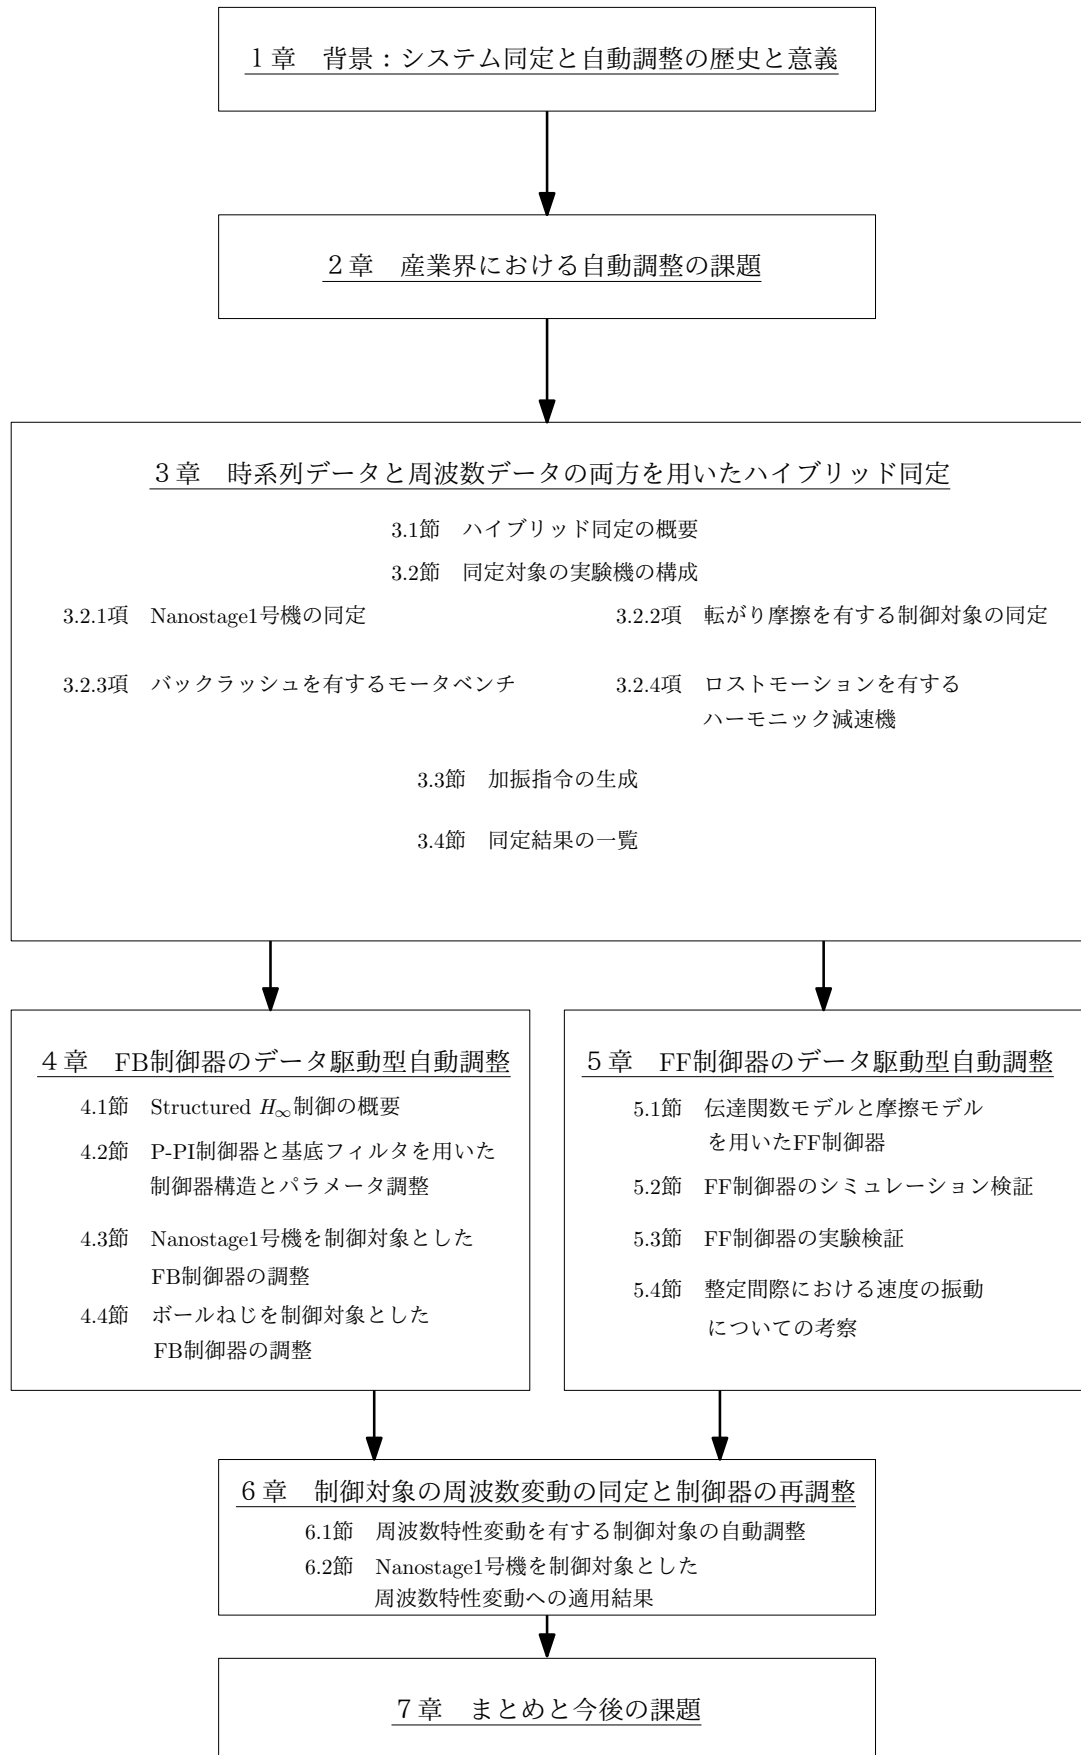 1章　背景：システム同定と自動調整の歴史と意義
2章　産業界における自動調整の課題
3章　時系列データと周波数データの両方を用いたハイブリッド同定
3.1節　ハイブリッド同定の概要
3.2節　同定対象の実験機の構成
3.2.1項　Nanostage1号機の同定
3.2.2項　転がり摩擦を有する制御対象の同定
3.2.3項　バックラッシュを有するモータベンチ
3.2.4項　ロストモーションを有する
ハーモニック減速機
3.3節　加振指令の生成
3.4節　同定結果の一覧
4章　FB制御器のデータ駆動型自動調整
4.1節　Structured H∞制御の概要
4.2節　P-PI制御器と基底フィルタを用いた
制御器構造とパラメータ調整
4.3節　Nanostage1号機を制御対象とした
FB制御器の調整
4.4節　ボールねじを制御対象とした
FB制御器の調整
5章　FF制御器のデータ駆動型自動調整
5.1節　伝達関数モデルと摩擦モデル
を用いたFF制御器
5.2節　FF制御器のシミュレーション検証
5.3節　FF制御器の実験検証
5.4節　整定間際における速度の振動
についての考察
6章　制御対象の周波数変動の同定と制御器の再調整
6.1節　周波数特性変動を有する制御対象の自動調整
6.2節　Nanostage1号機を制御対象とした
周波数特性変動への適用結果
7章　まとめと今後の課題